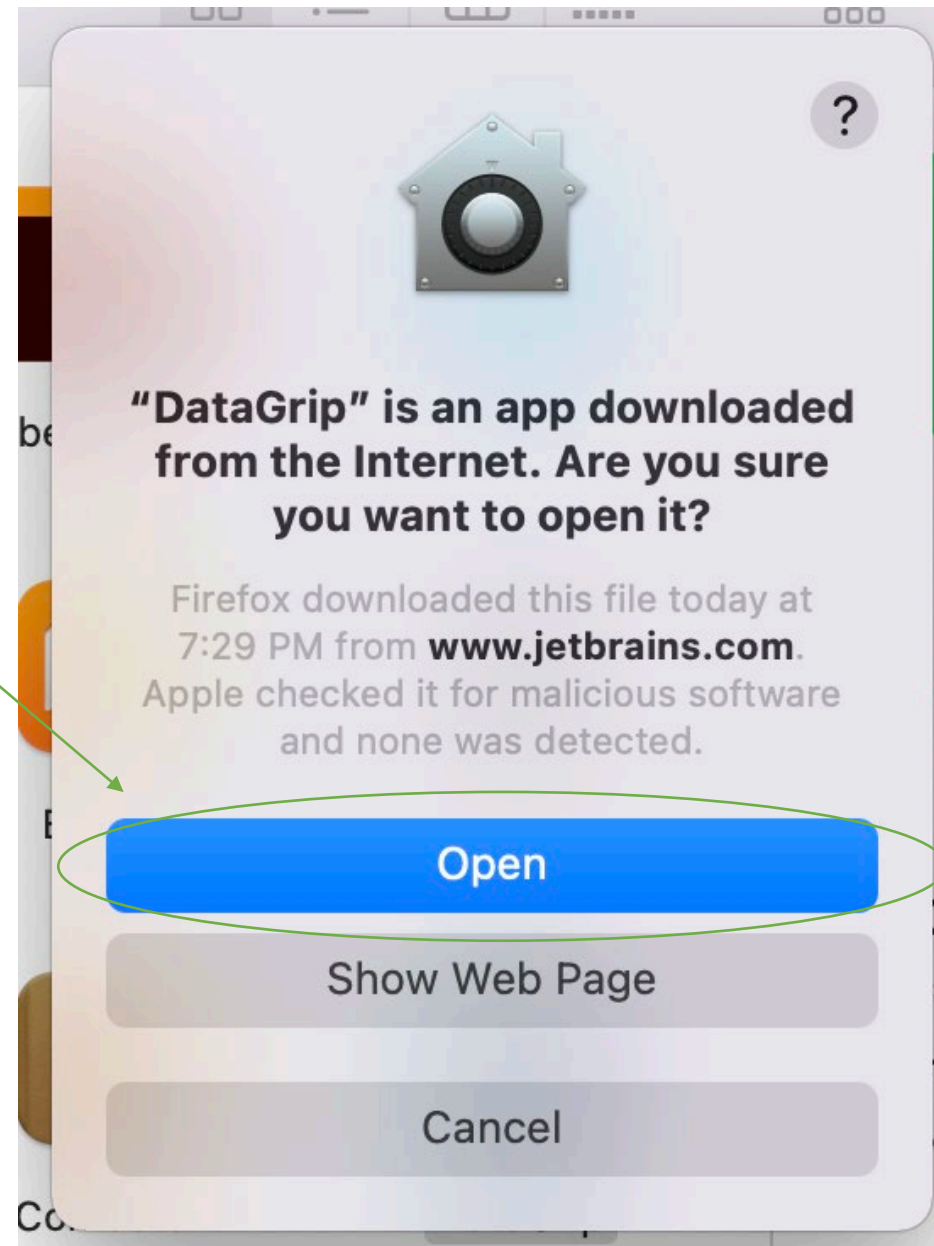 ?
“DataGrip” is an app downloaded
from the Internet. Are you sure
you want to open it?
be
Firefox downloaded this file today at
7:29 PM from www.jetbrains.com.
Apple checked it for malicious software
and none was detected.
Open
Show Web Page
Cancel